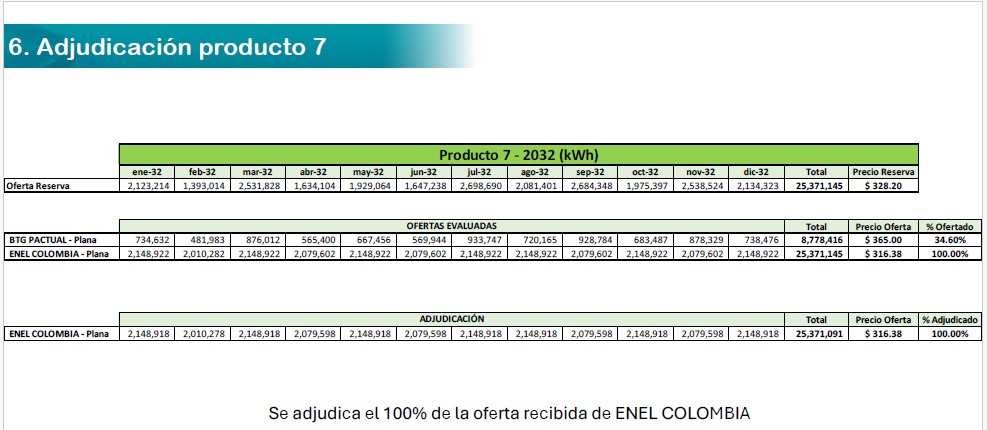 6. Adjudicación producto 7
Producto 7 - 2032 (kWh)
ene-32 feb-32 mar-32 abr-32 may-32 jun-32 jul-32 ago-32 sep-32 oct-32 nov-32 dic-32 Total Precio Reserva
Oferta Reserva 2,123,214 1,393,014 2,531,828 1,634,104 1,929,064 1,647,238 2,698,690 2,081,401 2,684,348 1,975,397 2,538,524 2,134,323 25,371,145 $ 328.20
OFERTAS EVALUADAS Total Precio Oferta % Ofertado
BTG PACTUAL - Plana 734,632 481,983 876,012 565,400 667,456 569,944 933,747 720,165 928,784 683,487 878,329 738,476 8,778,416 $ 365.00 34.60%
ENEL COLOMBIA - Plana 2,148,922 2,010,282 2,148,922 2,079,602 2,148,922 2,079,602 2,148,922 2,148,922 2,079,602 2,148,922 2,079,602 2,148,922 25,371,145 $ 316.38 100.00%
ADJUDICACIÓN Total Precio Oferta % Adjudicado
ENEL COLOMBIA - Plana 2,148,918 2,010,278 2,148,918 2,079,598 2,148,918 2,079,598 2,148,918 2,148,918 2,079,598 2,148,918 2,079,598 2,148,918 25,371,091 $ 316.38 100.00%
Se adjudica el 100% de la oferta recibida de ENEL COLOMBIA